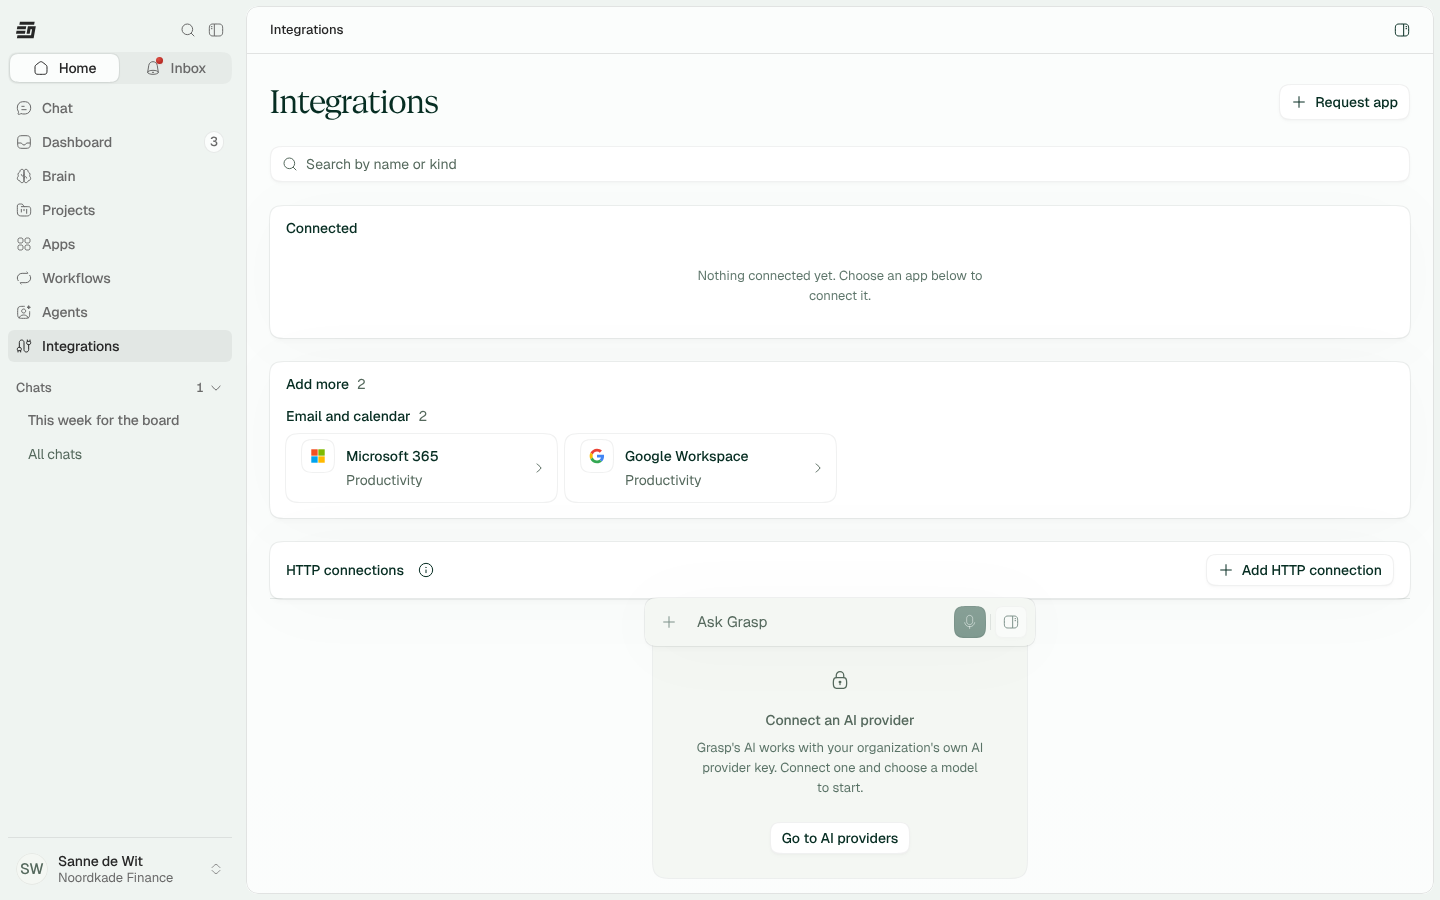 Home
Inbox
Chat
Dashboard
3
Brain
Projects
Apps
Workflows
Agents
Integrations
Chats
1
This week for the board
All chats
SW
Sanne de Wit
Noordkade Finance
Integrations
Integrations
Request app
Search by name or kind
Connected
Nothing connected yet. Choose an app below to
connect it.
Add more 2
Email and calendar 2
Microsoft 365
Productivity
Google Workspace
Productivity
HTTP connections
Add HTTP connection
Ask Grasp
Connect an AI provider
Grasp's AI works with your organization's own AI
provider key. Connect one and choose a model
to start.
Go to AI providers